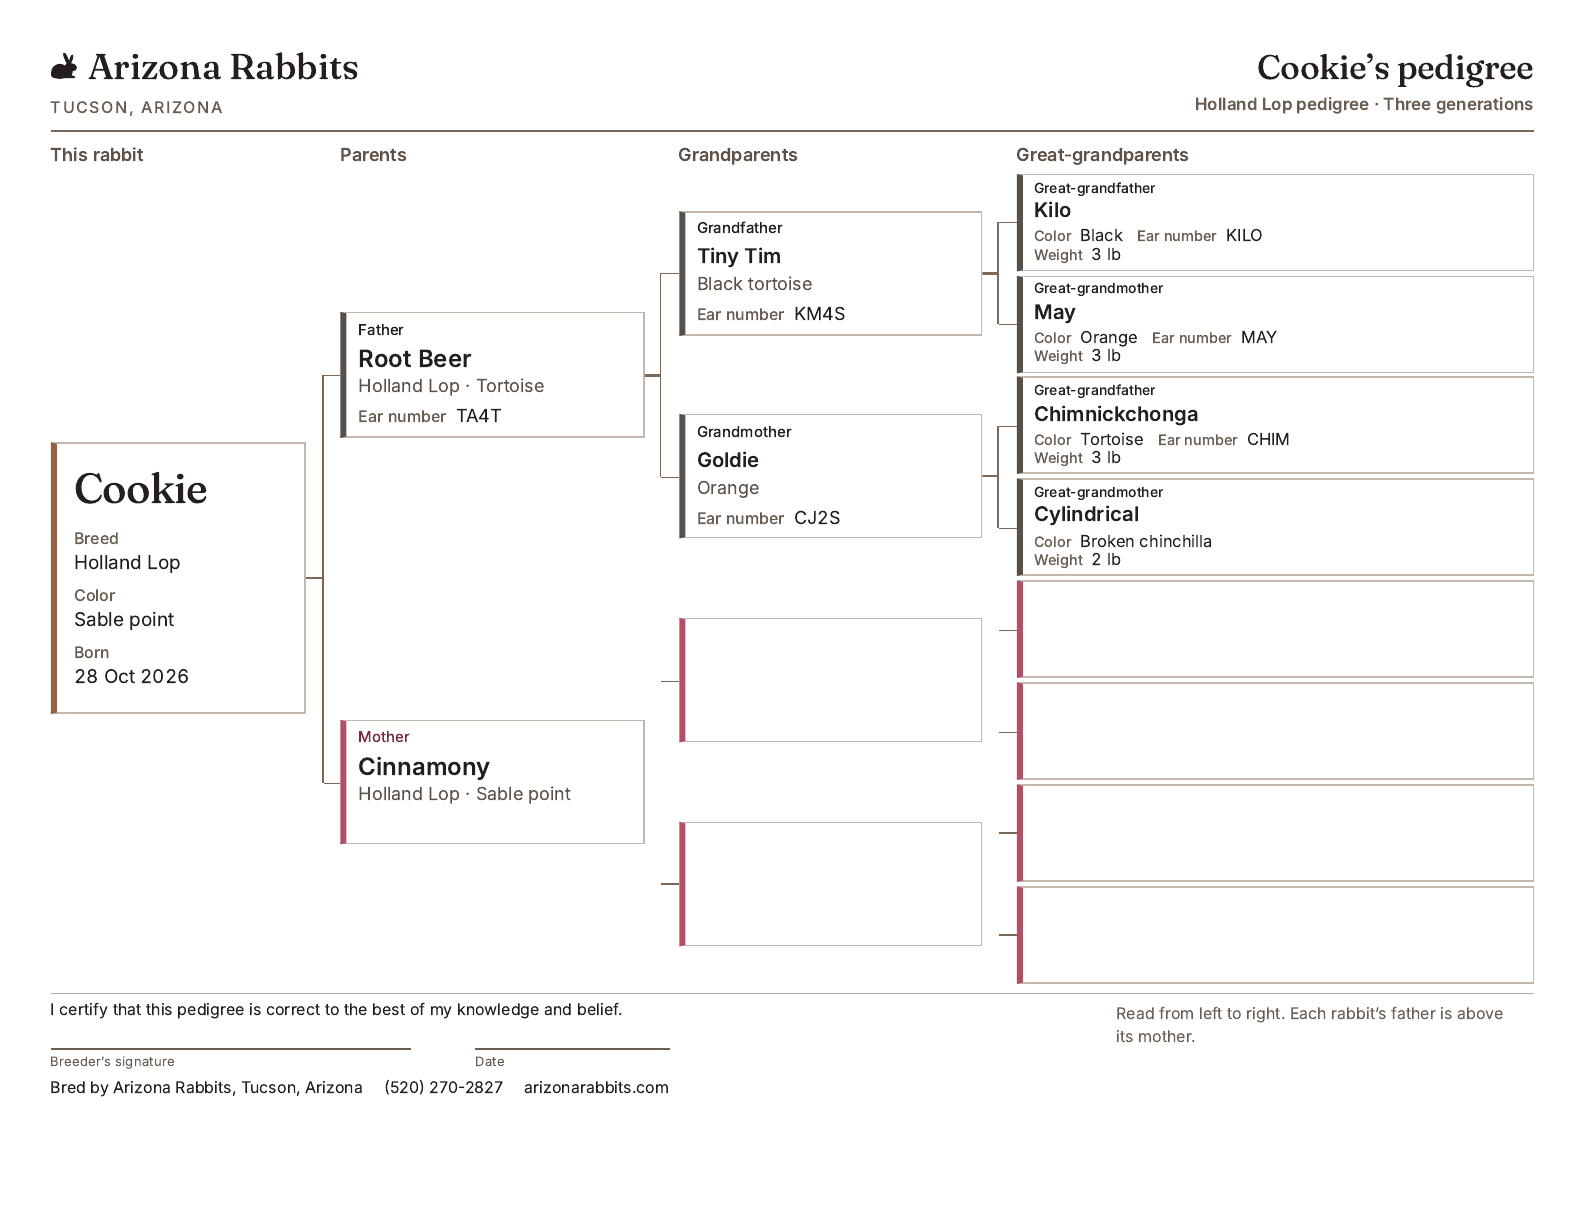 Arizona Rabbits
TUCSON, ARIZONA
Cookie’s pedigree
Holland Lop pedigree · Three generations
This rabbit
Parents
Grandparents
Great-grandparents
Cookie
Breed
Holland Lop
Color
Sable point
Born
28 Oct 2026
Father
Root Beer
Holland Lop · Tortoise
Ear number TA4T
Mother
Cinnamony
Holland Lop · Sable point
Grandfather
Tiny Tim
Black tortoise
Ear number KM4S
Grandmother
Goldie
Orange
Ear number CJ2S
Great-grandfather
Kilo
Color Black Ear number KILO
Weight 3 lb
Great-grandmother
May
Color Orange Ear number MAY
Weight 3 lb
Great-grandfather
Chimnickchonga
Color Tortoise Ear number CHIM
Weight 3 lb
Great-grandmother
Cylindrical
Color Broken chinchilla
Weight 2 lb
I certify that this pedigree is correct to the best of my knowledge and belief.
Breeder’s signature
Date
Bred by Arizona Rabbits, Tucson, Arizona (520) 270-2827 arizonarabbits.com
Read from left to right. Each rabbit’s father is above
its mother.